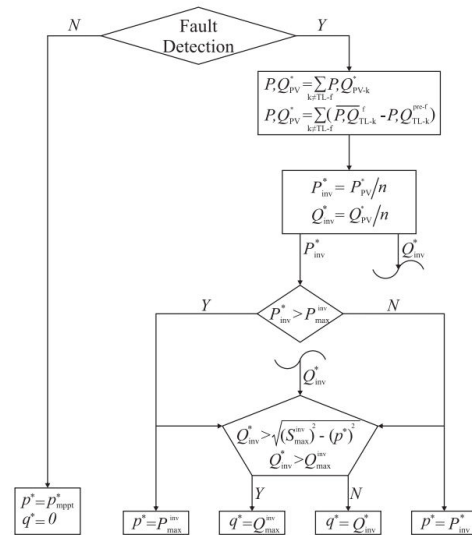 N
Fault
Detection
Y
P,Q*PV=∑k≠TL-f P,Q*PV-k
P,Q*PV=∑k≠TL-f(P,Q̅ f TL-k - P,Q pre-f TL-k)
P*inv = P*PV/n
Q*inv = Q*PV/n
P*inv
Q*inv
Y
P*inv > P inv max
N
Q*inv
Q*inv > √(S inv max)² - (p*)²
Q*inv > Q inv max
Y
N
p*=p*mppt
q*=0
p*=P inv max
q*=Q inv max
q*=Q*inv
p*=P*inv